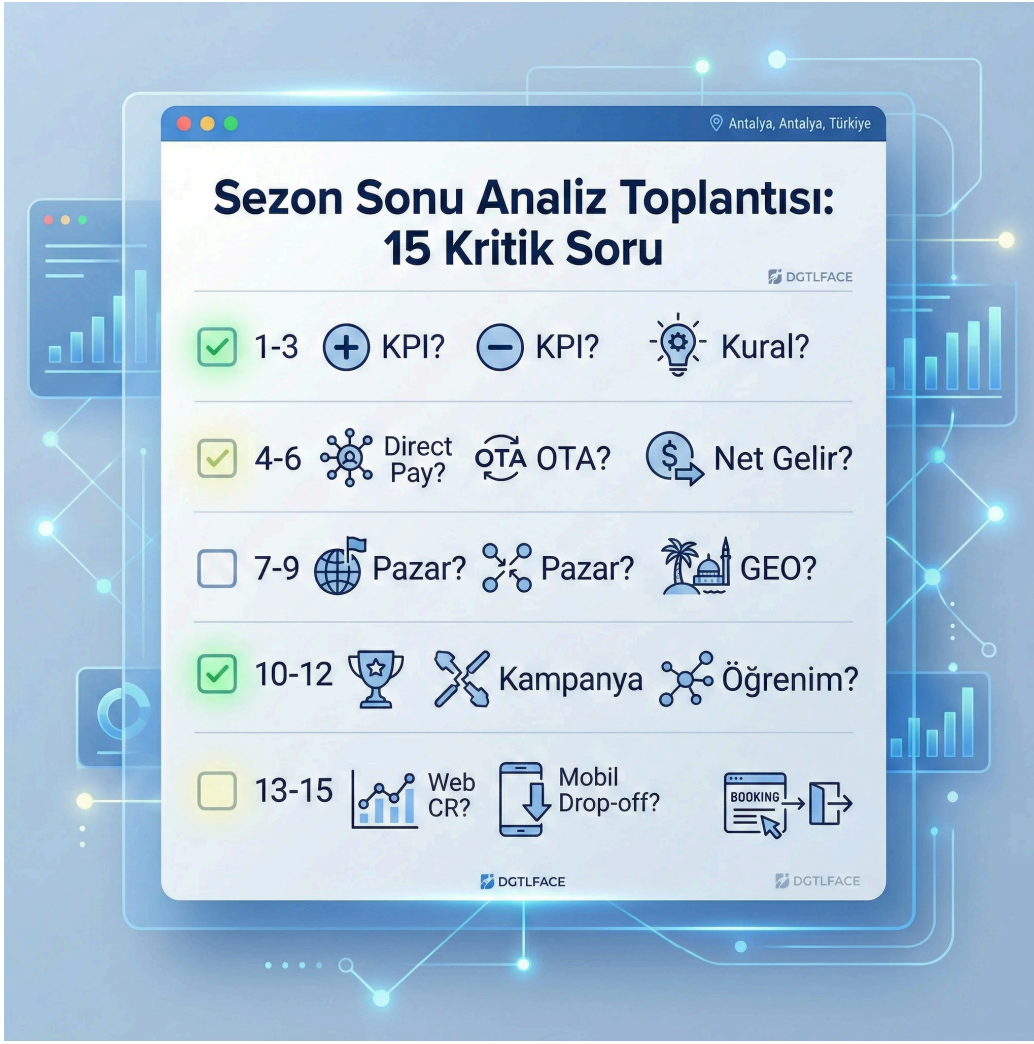 Antalya, Antalya, Türkiye
Sezon Sonu Analiz Toplantısı:
15 Kritik Soru
DGTLFACE
1-3 KPI? KPI? Kural?
4-6 Direct Pay? OTA OTA? Net Gelir?
7-9 Pazar? Pazar? GEO?
10-12 Kampanya Öğrenim?
13-15 Web CR? Mobil Drop-off? BOOKING
DGTLFACE DGTLFACE